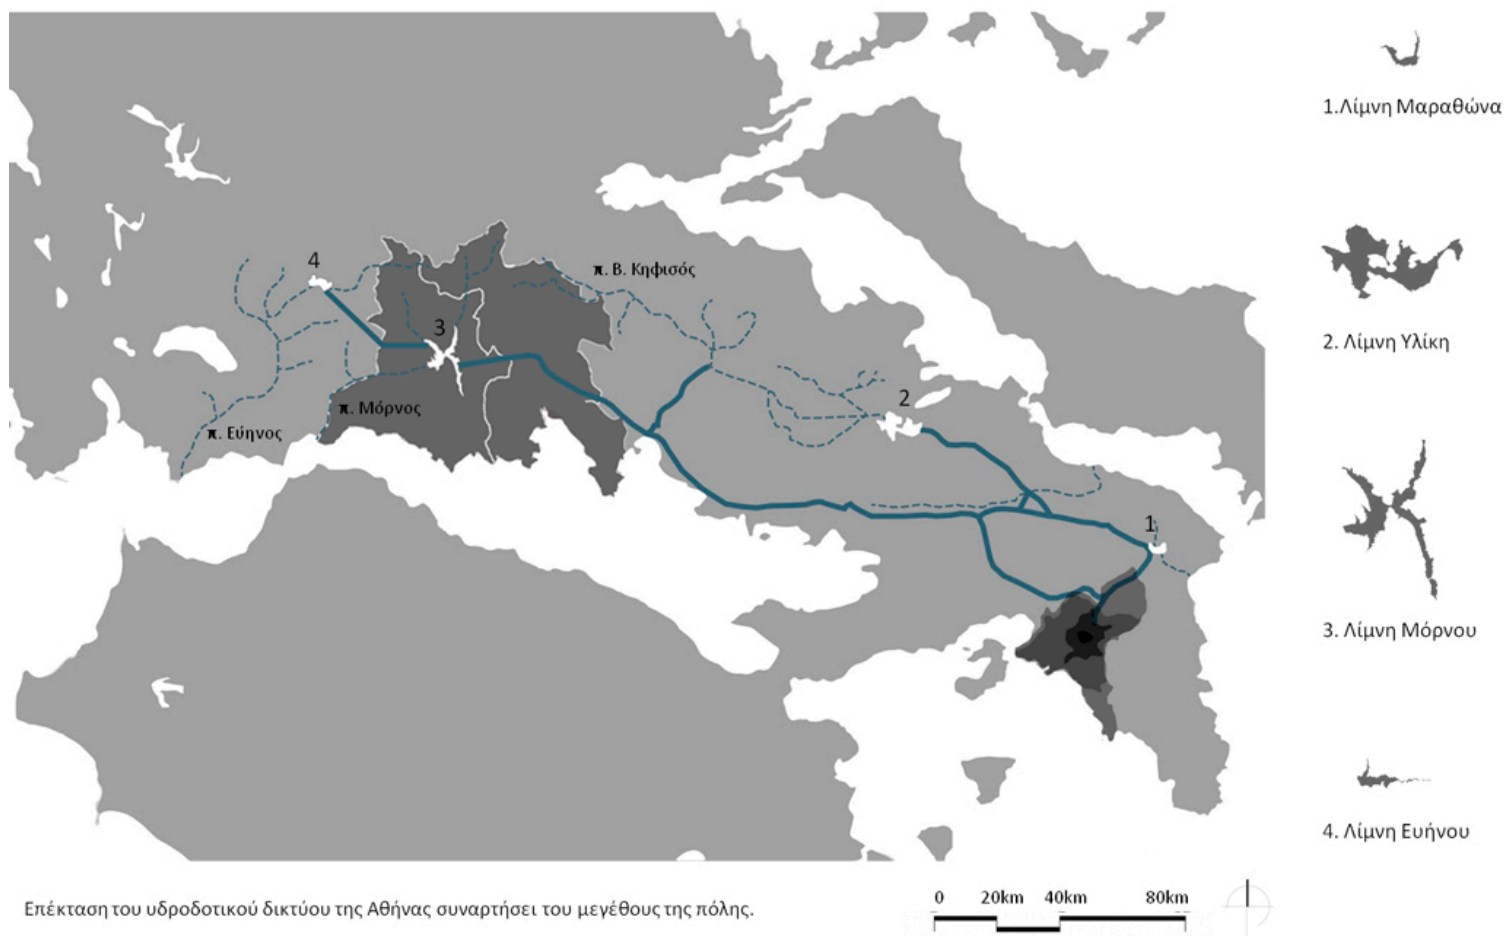 1.Λίμνη Μαραθώνα
4
π. Β. Κηφισός
3
2. Λίμνη Υλίκη
2
π. Μόρνος
π. Εύηνος
1
3. Λίμνη Μόρνου
4. Λίμνη Ευήνου
0 20km 40km 80km
Επέκταση του υδροδοτικού δικτύου της Αθήνας συναρτήσει του μεγέθους της πόλης.